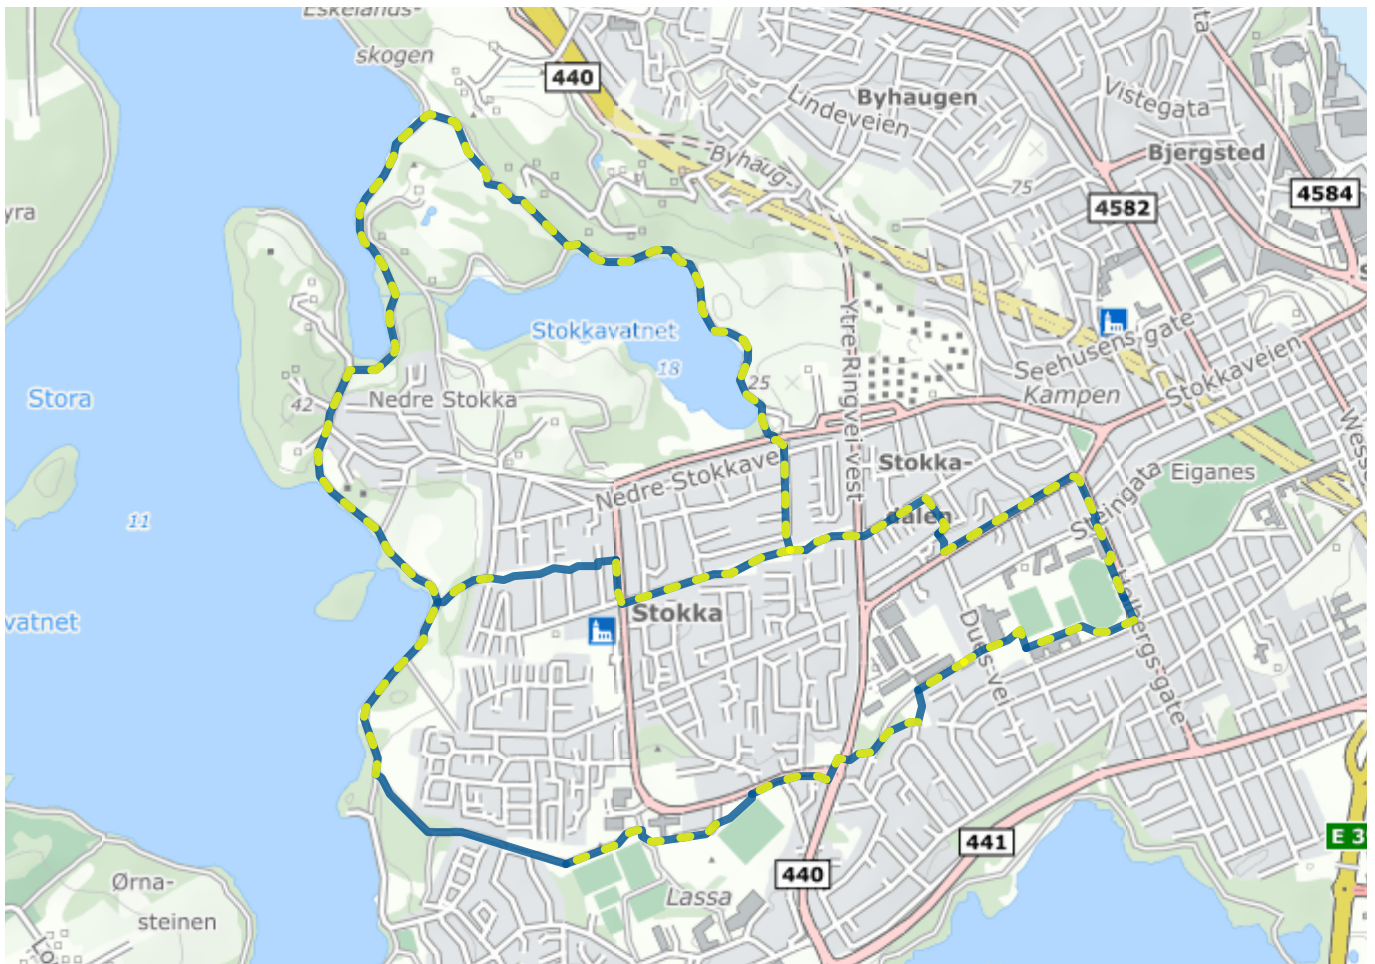 Eskelands-
skogen
440
Byhaugen
Lindeveien
Vistegata
Bjergsted
Byhaug-
75
4582
4584
yra
Stokkavatnet
18
Ytre Ringvei vest
Seehusens gate
Stokkaveien
Kampen
Stora
42
Nedre Stokka
25
Nedre Stokkave
Stokka-
dalen
Eiganes
Steingata
11
vatnet
Stokka
Dues vei
Holbergs gate
441
440
E 3
Ørna-
steinen
Lassa